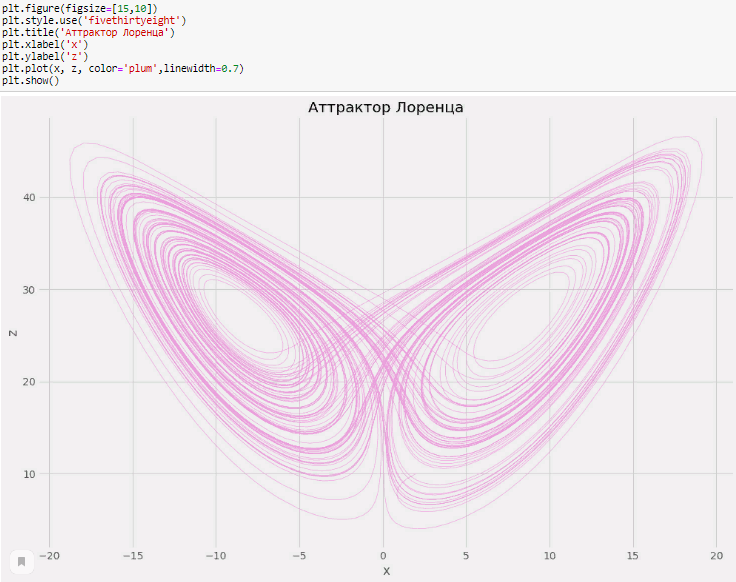 plt.figure(figsize=[15,10])
plt.style.use('fivethirtyeight')
plt.title('Аттрактор Лоренца')
plt.xlabel('x')
plt.ylabel('z')
plt.plot(x, z, color='plum',linewidth=0.7)
plt.show()
Аттрактор Лоренца
40
30
z
20
10
−20 −15 −10 −5 0 5 10 15 20
x